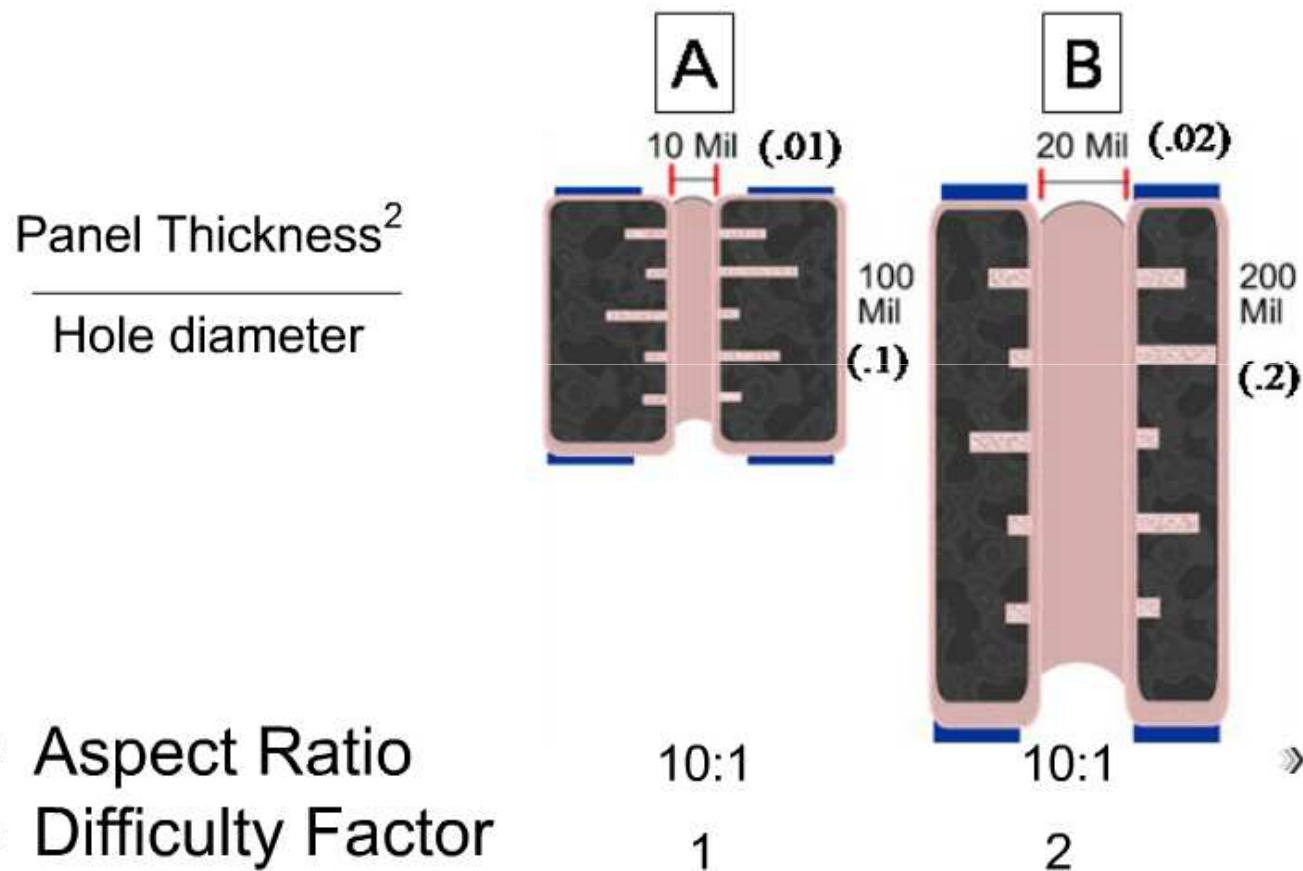 A
B
10 Mil (.01)
20 Mil (.02)
Panel Thickness²
Hole diameter
100
Mil
(.1)
200
Mil
(.2)
Aspect Ratio 10:1 10:1
Difficulty Factor 1 2